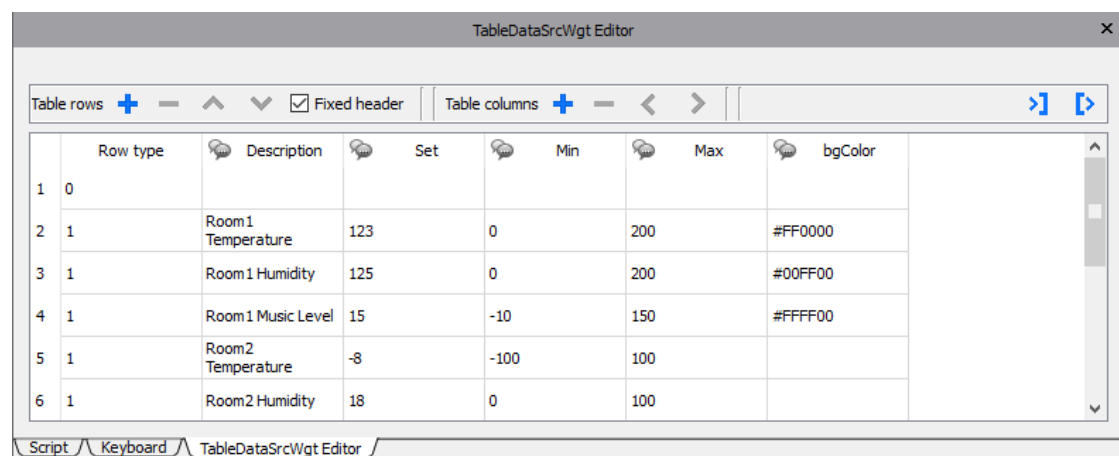 TableDataSrcWgt Editor
Table rows Fixed header Table columns
Row type Description Set Min Max bgColor
1 0
2 1 Room1 Temperature 123 0 200 #FF0000
3 1 Room1 Humidity 125 0 200 #00FF00
4 1 Room1 Music Level 15 -10 150 #FFFF00
5 1 Room2 Temperature -8 -100 100
6 1 Room2 Humidity 18 0 100
Script Keyboard TableDataSrcWgt Editor